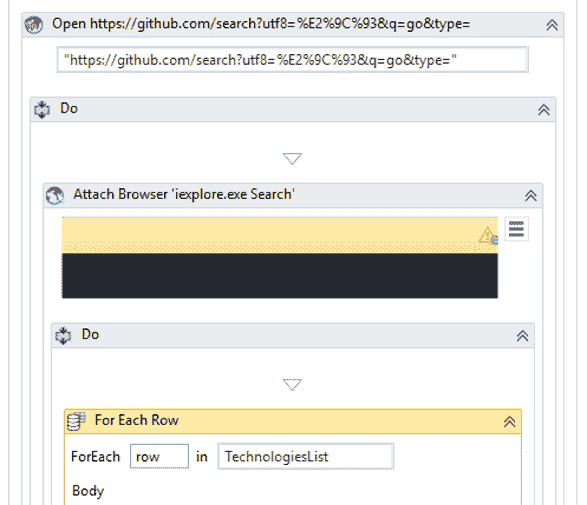 Open https://github.com/search?utf8=%E2%9C%93&q=go&type=
"https://github.com/search?utf8=%E2%9C%93&q=go&type="
Do
Attach Browser 'iexplore.exe Search'
Do
For Each Row
ForEach row in TechnologiesList
Body